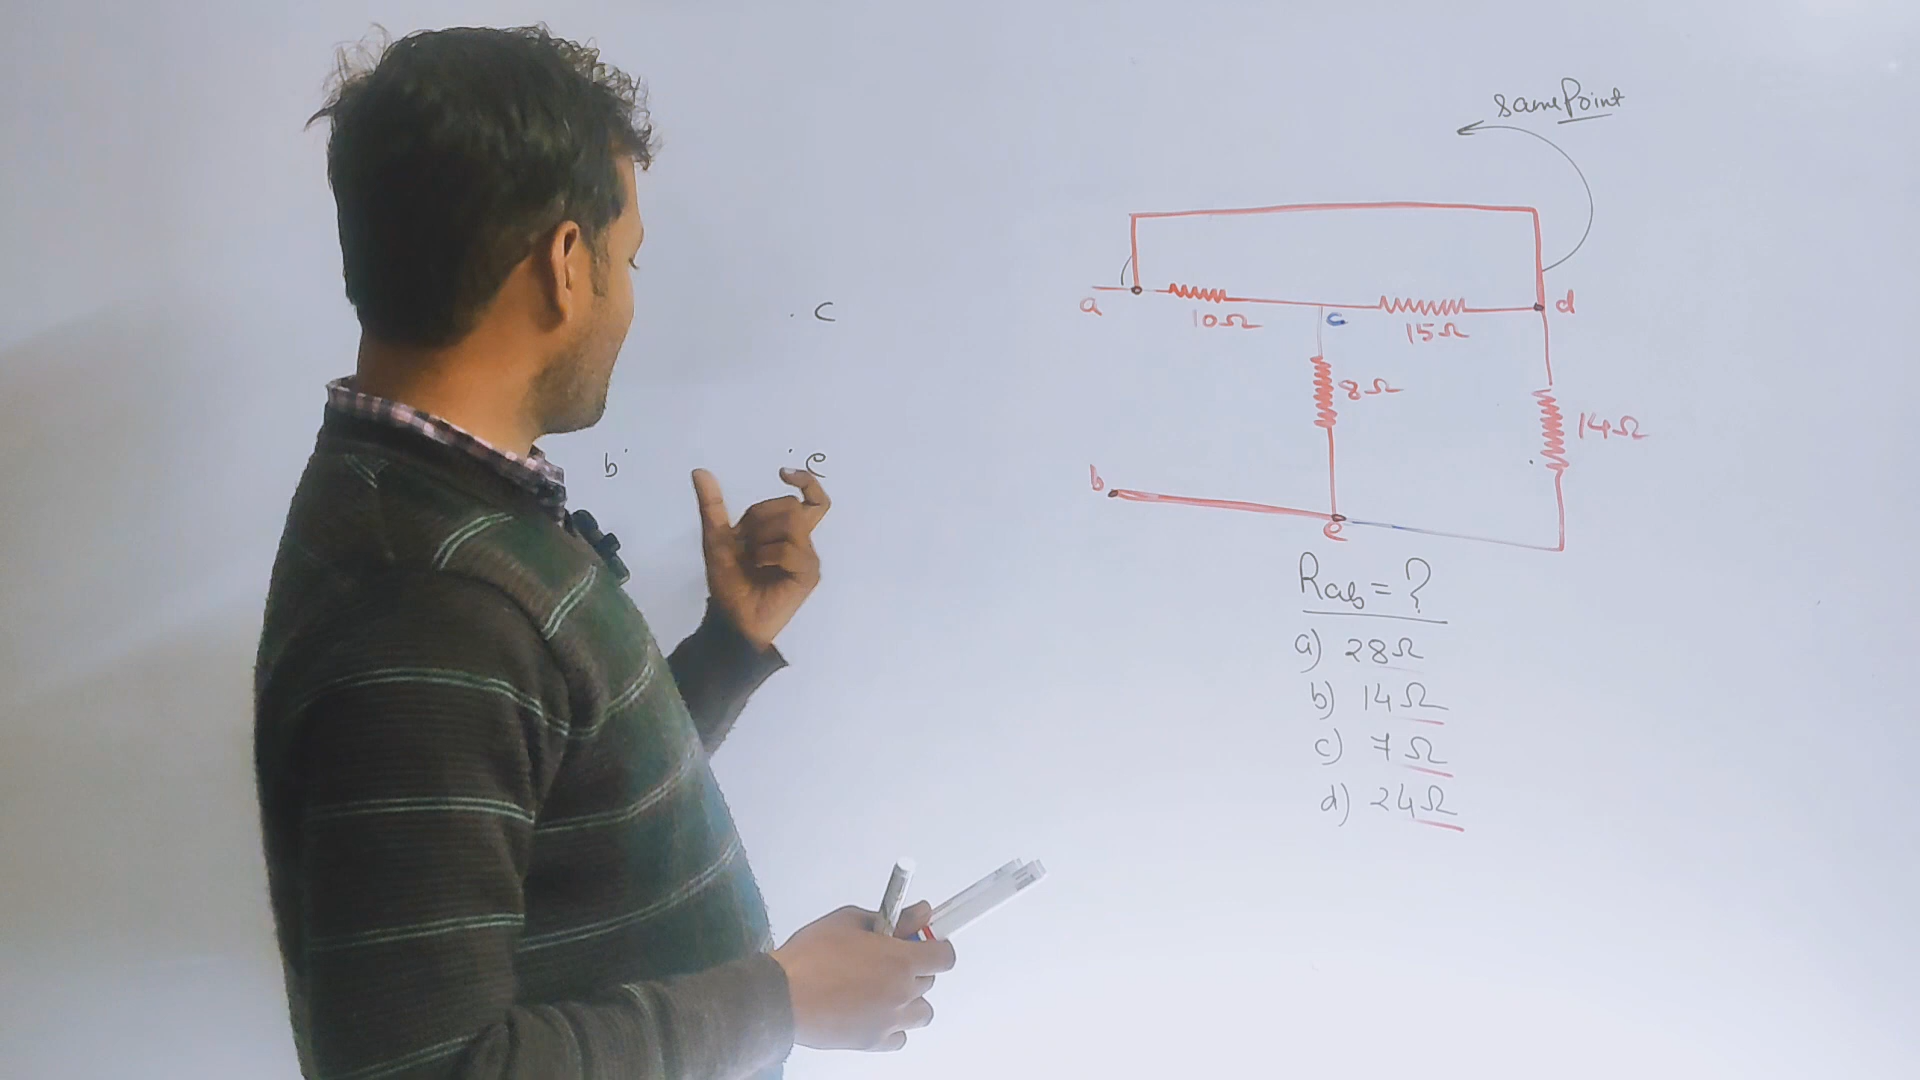 same Point
a
10Ω
c
15Ω
d
8Ω
14Ω
b
e
c
b
e
Rab = ?
a) 28Ω
b) 14Ω
c) 7Ω
d) 24Ω